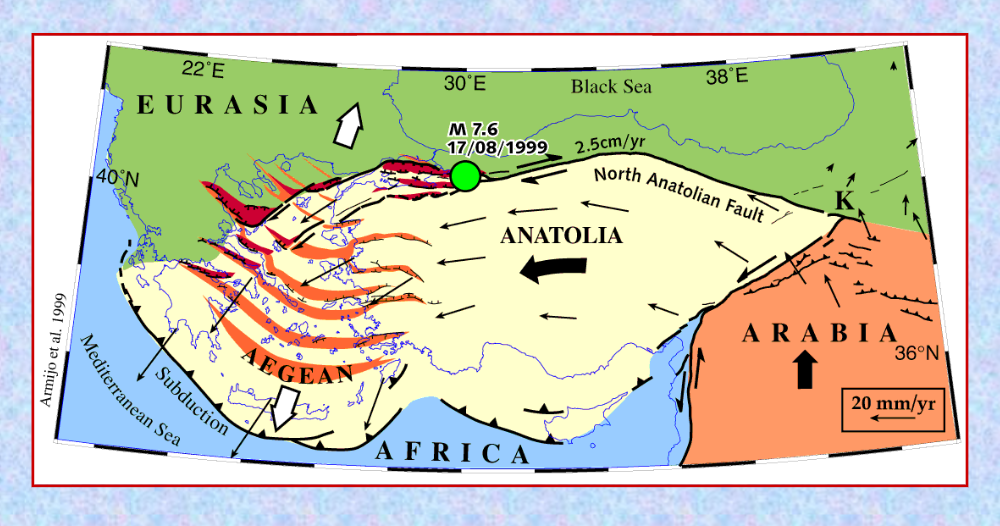 22°E
30°E
38°E
EURASIA
Black Sea
M 7.6
17/08/1999
2.5cm/yr
40°N
North Anatolian Fault
K
ANATOLIA
ARABIA
36°N
AEGEAN
Subduction
Mediterranean Sea
AFRICA
20 mm/yr
Armijo et al. 1999